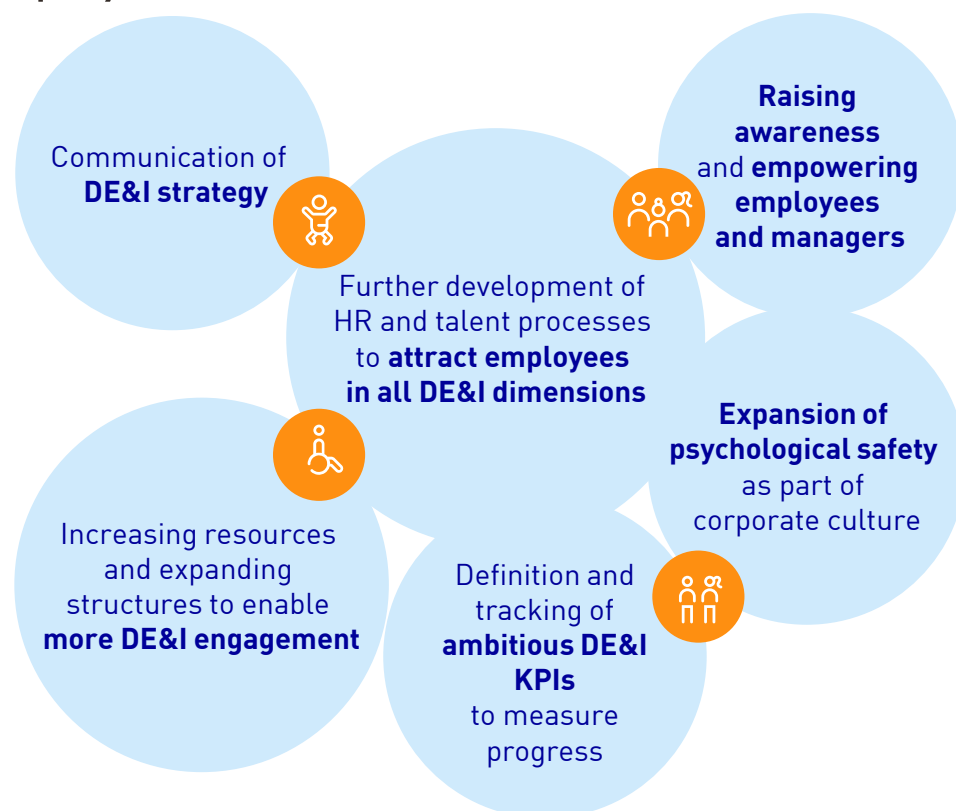 Communication of
DE&I strategy
Raising
awareness
and empowering
employees
and managers
Further development of
HR and talent processes
to attract employees
in all DE&I dimensions
Expansion of
psychological safety
as part of
corporate culture
Increasing resources
and expanding
structures to enable
more DE&I engagement
Definition and
tracking of
ambitious DE&I
KPIs
to measure
progress